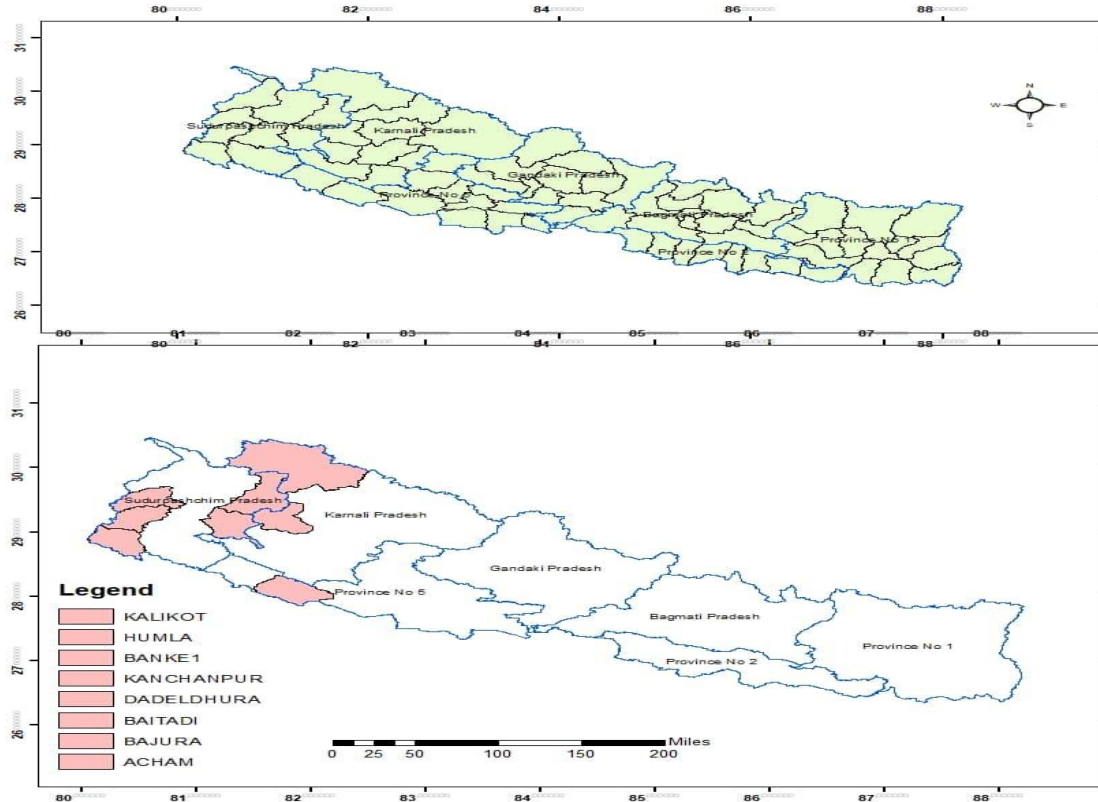 80 82 84 86 88
31
30
29
28
27
26
N
W E
S
Sudurpashchim Pradesh
Karnali Pradesh
Gandaki Pradesh
Province No
Bagmati Pradesh
Province No 1
Province No 2
80 81 82 83 84 85 86 87 88
80 82 84 86 88
31
30
29
28
27
26
Sudurpashchim Pradesh
Karnali Pradesh
Gandaki Pradesh
Province No 5
Bagmati Pradesh
Province No 1
Province No 2
Legend
KALIKOT
HUMLA
BANKE1
KANCHANPUR
DADELDHURA
BAITADI
BAJURA
ACHAM
Miles
0 25 50 100 150 200
80 81 82 83 84 85 86 87 88